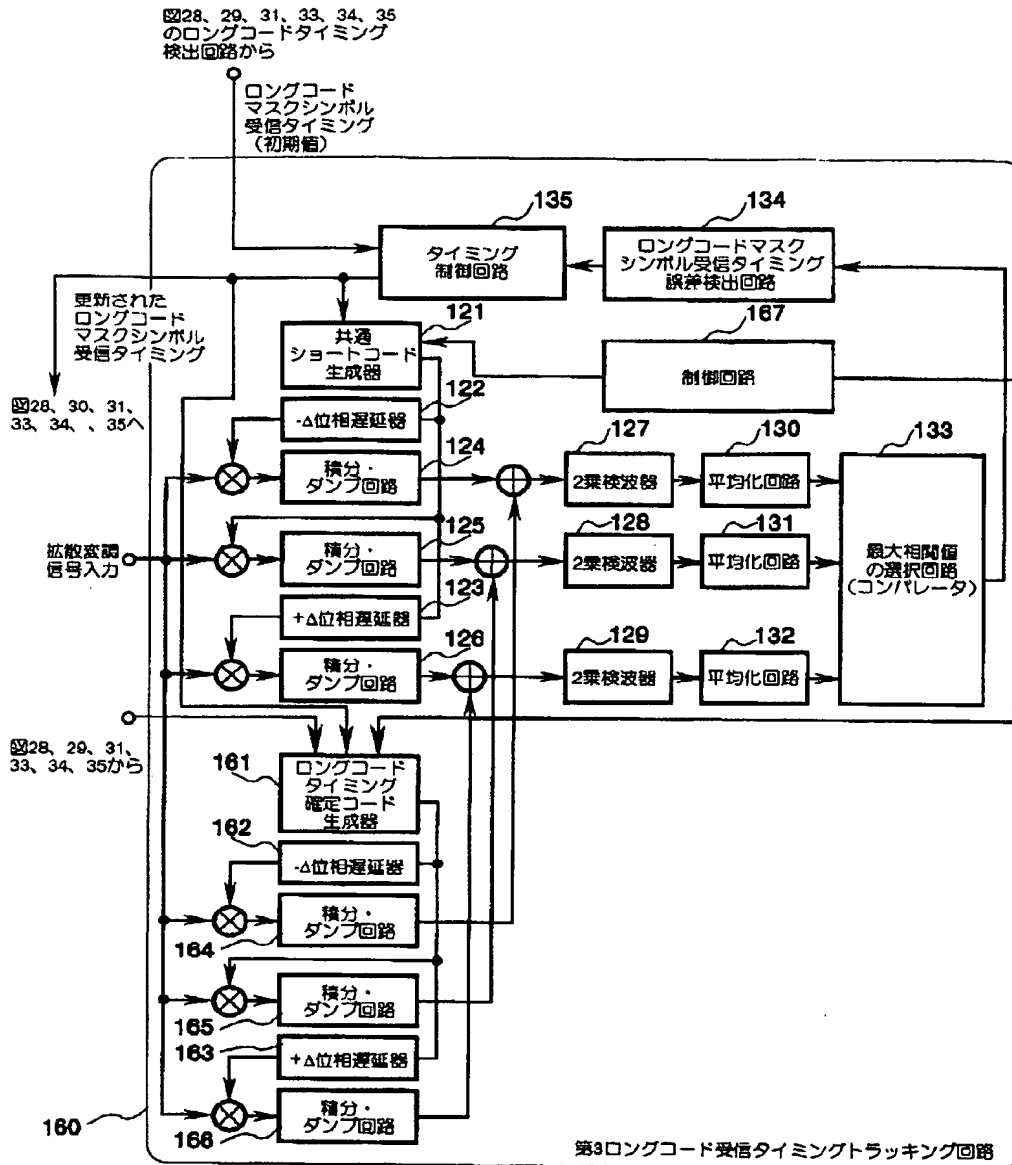 図28、29、31、33、34、35
のロングコードタイミング
検出回路から
ロングコード
マスクシンボル
受信タイミング
(初期値)
135
134
タイミング
制御回路
ロングコードマスク
シンボル受信タイミング
誤差検出回路
更新された
ロングコード
マスクシンボル
受信タイミング
121
共通
ショートコード
生成器
167
制御回路
図28、30、31、
33、34、、35へ
122
-Δ位相遅延器
124
積分・
ダンプ回路
127
2乗検波器
130
平均化回路
133
最大相関値
の選択回路
(コンパレータ)
拡散変調
信号入力
125
積分・
ダンプ回路
128
2乗検波器
131
平均化回路
123
+Δ位相遅延器
126
積分・
ダンプ回路
129
2乗検波器
132
平均化回路
図28、29、31、
33、34、35から
161
ロングコード
タイミング
確定コード
生成器
162
-Δ位相遅延器
積分・
ダンプ回路
164
積分・
ダンプ回路
165
163
+Δ位相遅延器
積分・
ダンプ回路
166
160
第3ロングコード受信タイミングトラッキング回路